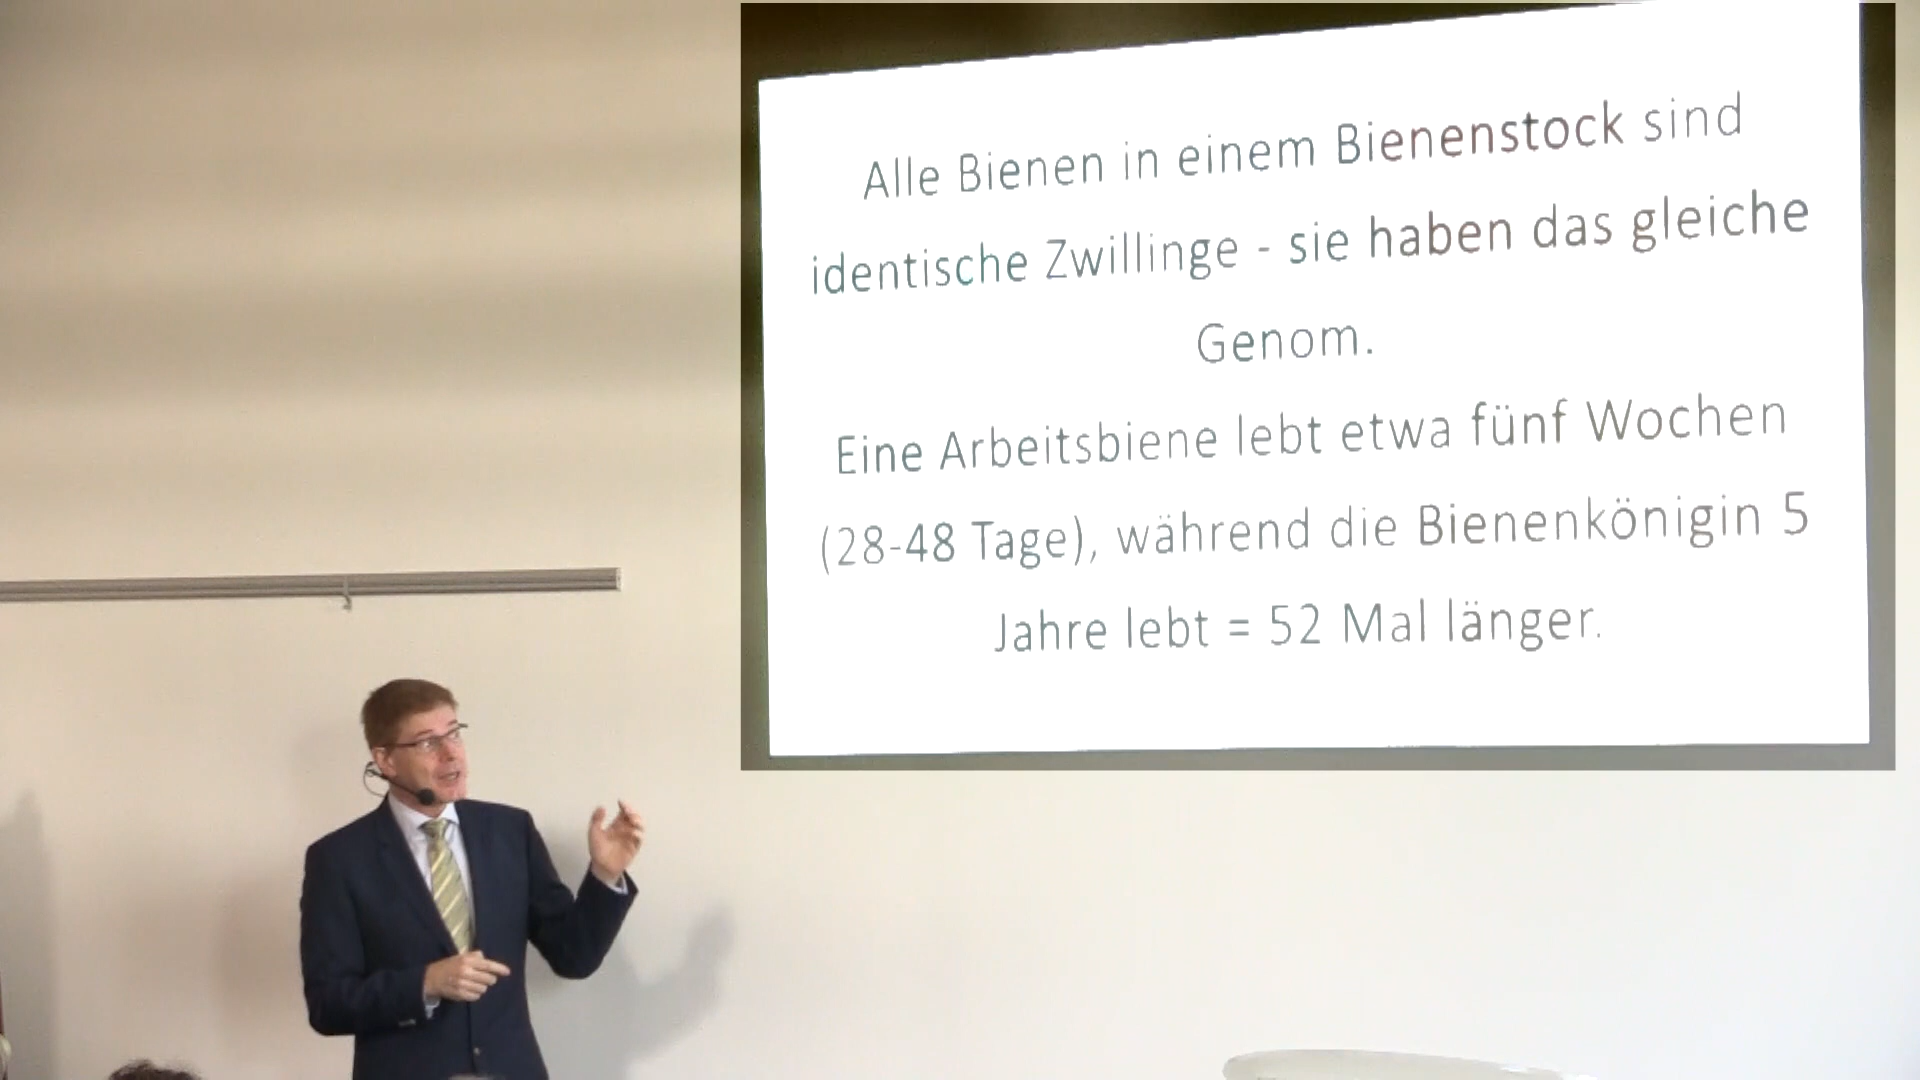 Alle Bienen in einem Bienenstock sind
identische Zwillinge - sie haben das gleiche
Genom.
Eine Arbeitsbiene lebt etwa fünf Wochen
(28-48 Tage), während die Bienenkönigin 5
Jahre lebt = 52 Mal länger.